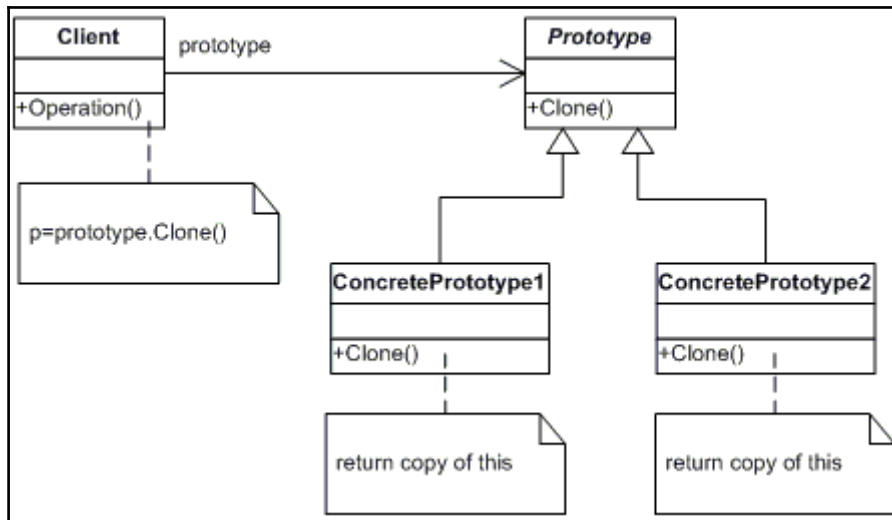 Client
prototype
Prototype
+Operation()
+Clone()
p=prototype.Clone()
ConcretePrototype1
ConcretePrototype2
+Clone()
+Clone()
return copy of this
return copy of this